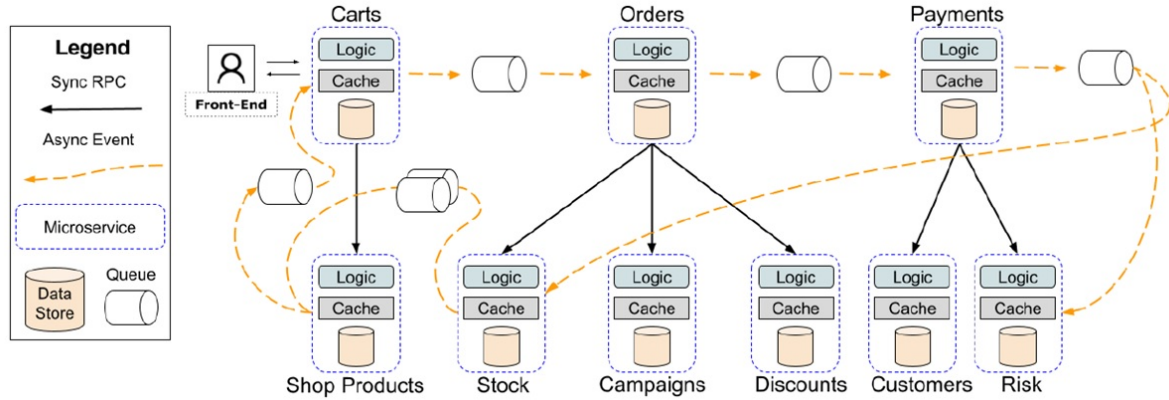 Legend
Sync RPC
Async Event
Microservice
Data
Store
Queue
Front-End
Carts
Logic
Cache
Orders
Logic
Cache
Payments
Logic
Cache
Logic
Cache
Shop Products
Logic
Cache
Stock
Logic
Cache
Campaigns
Logic
Cache
Discounts
Logic
Cache
Customers
Logic
Cache
Risk